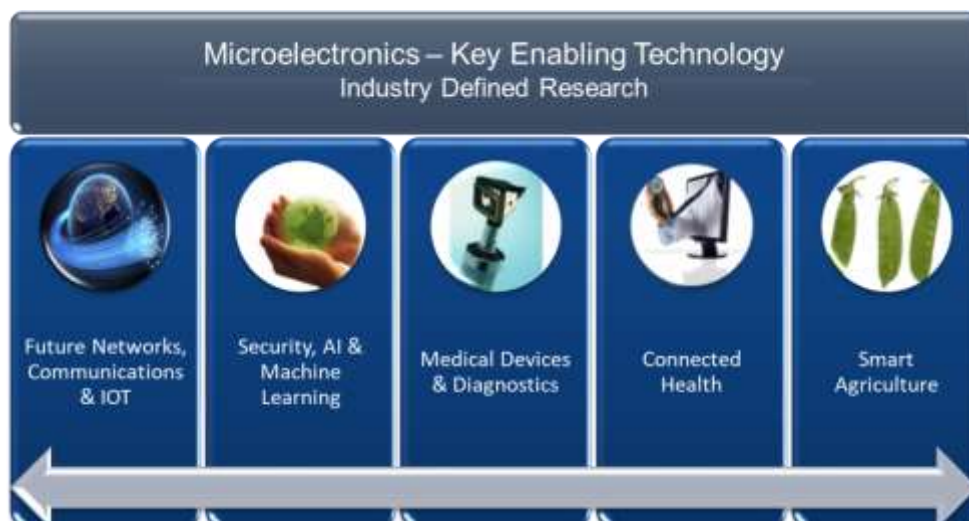 Microelectronics – Key Enabling Technology
Industry Defined Research
Future Networks,
Communications
& IOT
Security, AI &
Machine
Learning
Medical Devices
& Diagnostics
Connected
Health
Smart
Agriculture